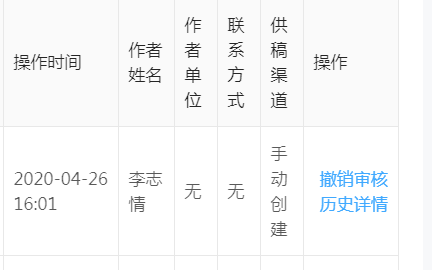 操作时间
作者
姓名
作
者
单
位
联
系
方
式
供
稿
渠
道
操作
2020-04-26
16:01
李志
情
无
无
手
动
创
建
撤销审核
历史详情